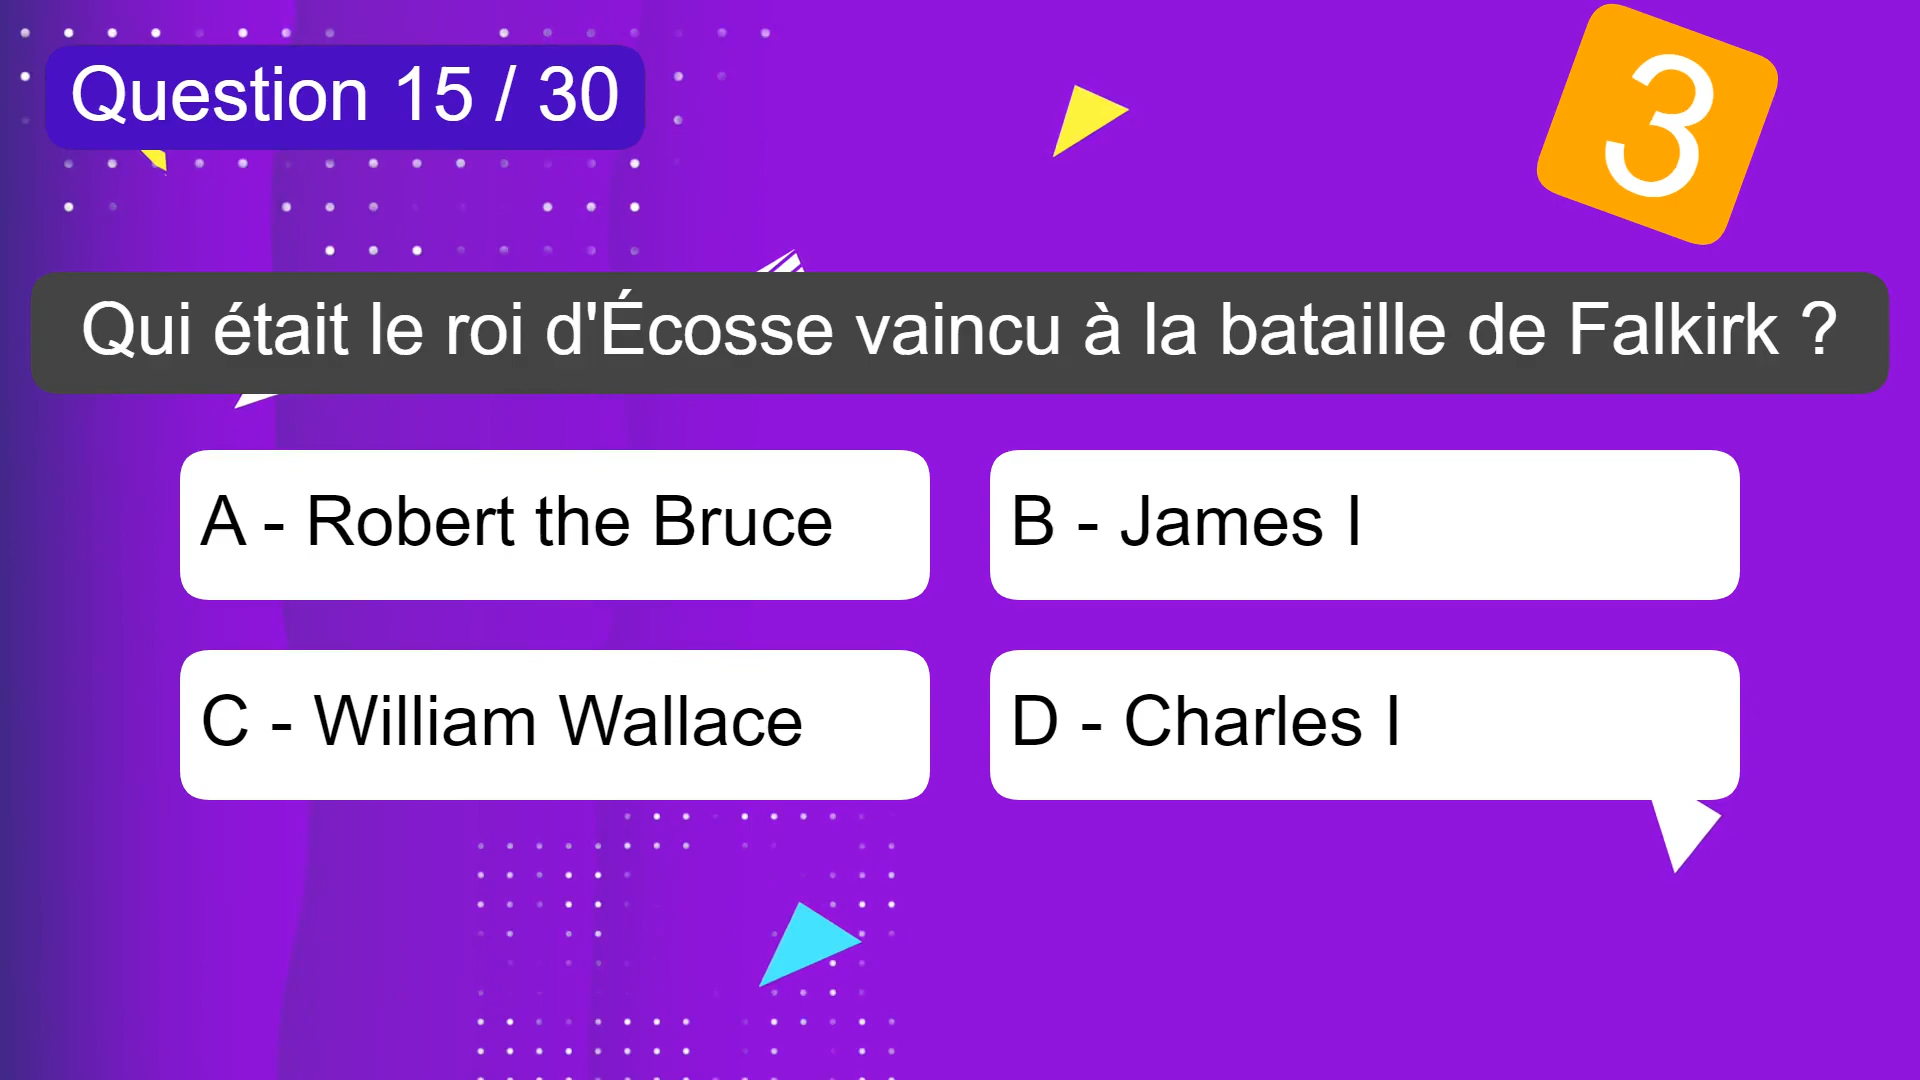 Question 15 / 30
3
Qui était le roi d'Écosse vaincu à la bataille de Falkirk ?
A - Robert the Bruce
B - James I
C - William Wallace
D - Charles I